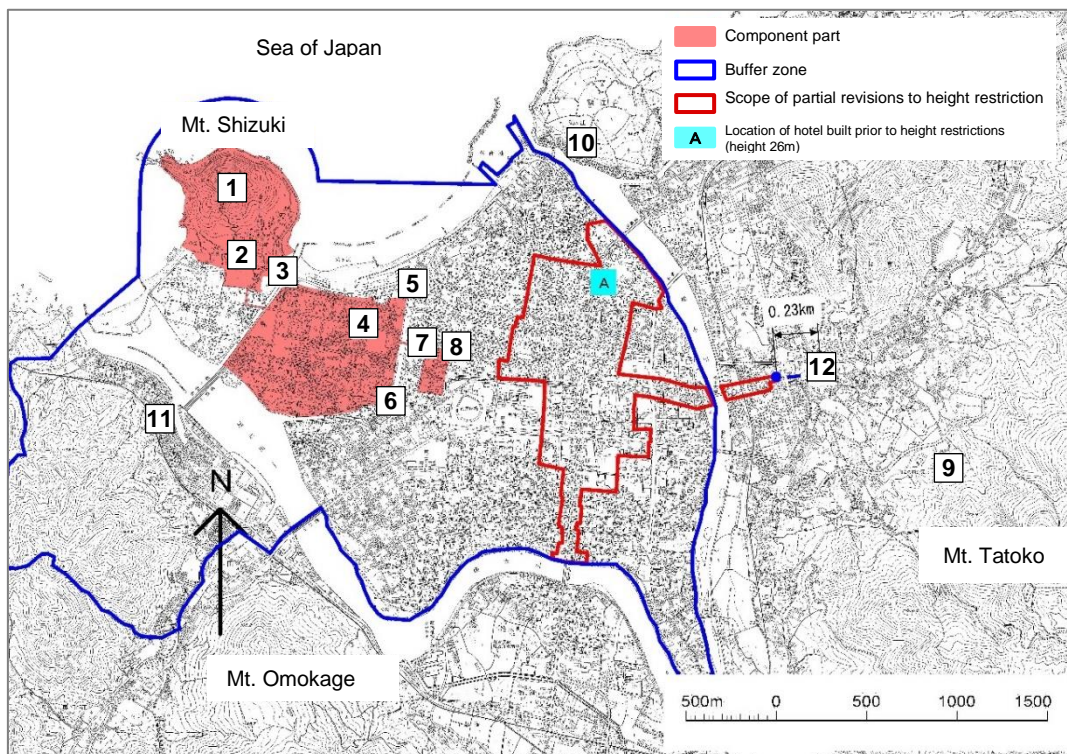 Sea of Japan
Component part
Buffer zone
Scope of partial revisions to height restriction
A
Location of hotel built prior to height restrictions
(height 26m)
Mt. Shizuki
10
1
2
3
5
A
4
0.23km
7
8
12
6
11
9
N
Mt. Tatoko
Mt. Omokage
500m
0
500
1000
1500